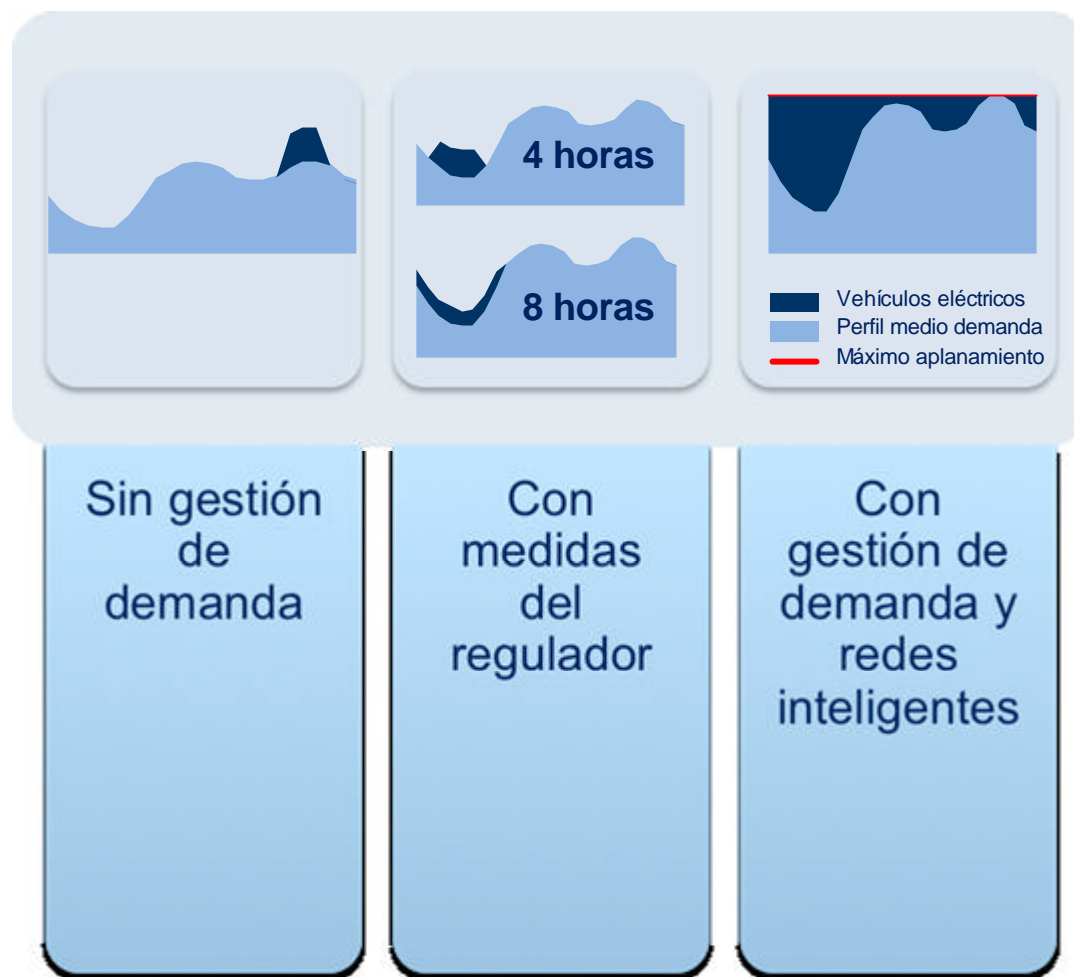 4 horas
8 horas
Vehículos eléctricos
Perfil medio demanda
Máximo aplanamiento
Sin gestión
de
demanda
Con
medidas
del
regulador
Con
gestión de
demanda y
redes
inteligentes